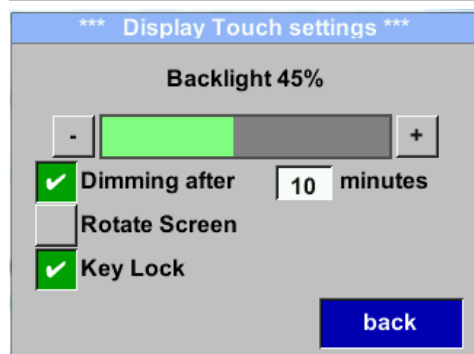 *** Display Touch settings ***
Backlight 45%
- +
Dimming after 10 minutes
Rotate Screen
Key Lock
back